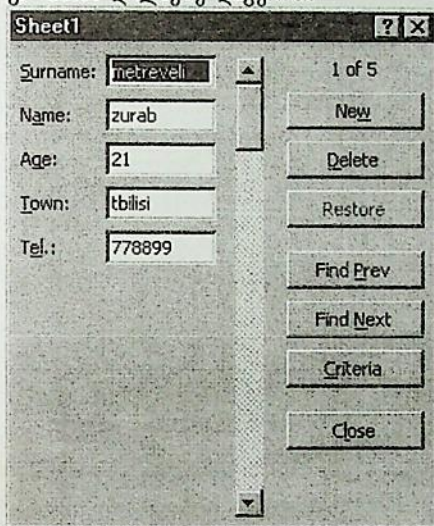 Sheet1 ? X
Surname: metreveli
Name: zurab
Age: 21
Town: tbilisi
Tel.: 778899
1 of 5
New
Delete
Restore
Find Prev
Find Next
Criteria
Close